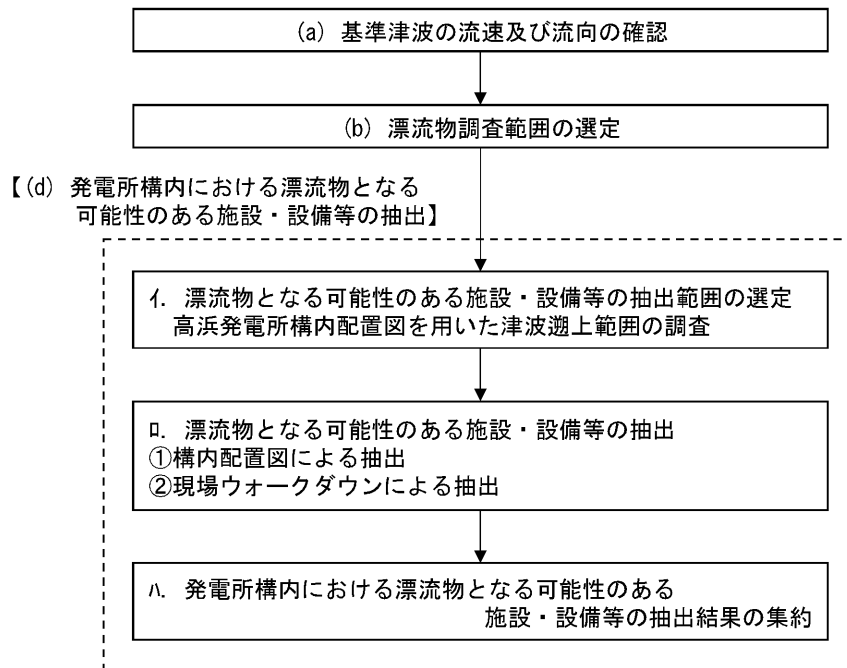 (a) 基準津波の流速及び流向の確認
(b) 漂流物調査範囲の選定
【(d) 発電所構内における漂流物となる
可能性のある施設・設備等の抽出】
ｲ. 漂流物となる可能性のある施設・設備等の抽出範囲の選定
高浜発電所構内配置図を用いた津波遡上範囲の調査
ﾛ. 漂流物となる可能性のある施設・設備等の抽出
①構内配置図による抽出
②現場ウォークダウンによる抽出
ﾊ. 発電所構内における漂流物となる可能性のある
施設・設備等の抽出結果の集約